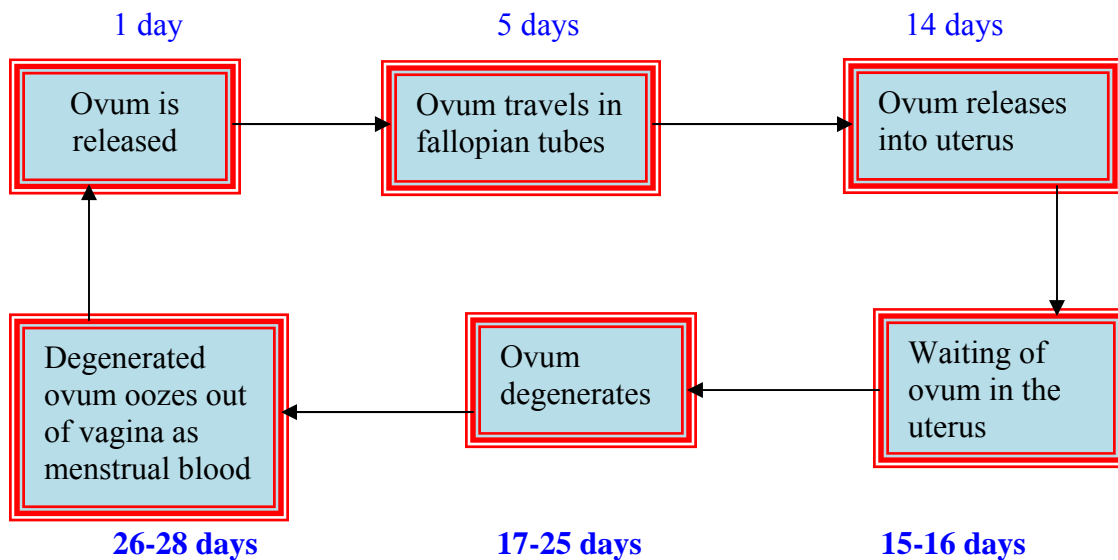 1 day
5 days
14 days
Ovum is
released
Ovum travels in
fallopian tubes
Ovum releases
into uterus
Waiting of
ovum in the
uterus
Ovum
degenerates
Degenerated
ovum oozes out
of vagina as
menstrual blood
15-16 days
17-25 days
26-28 days